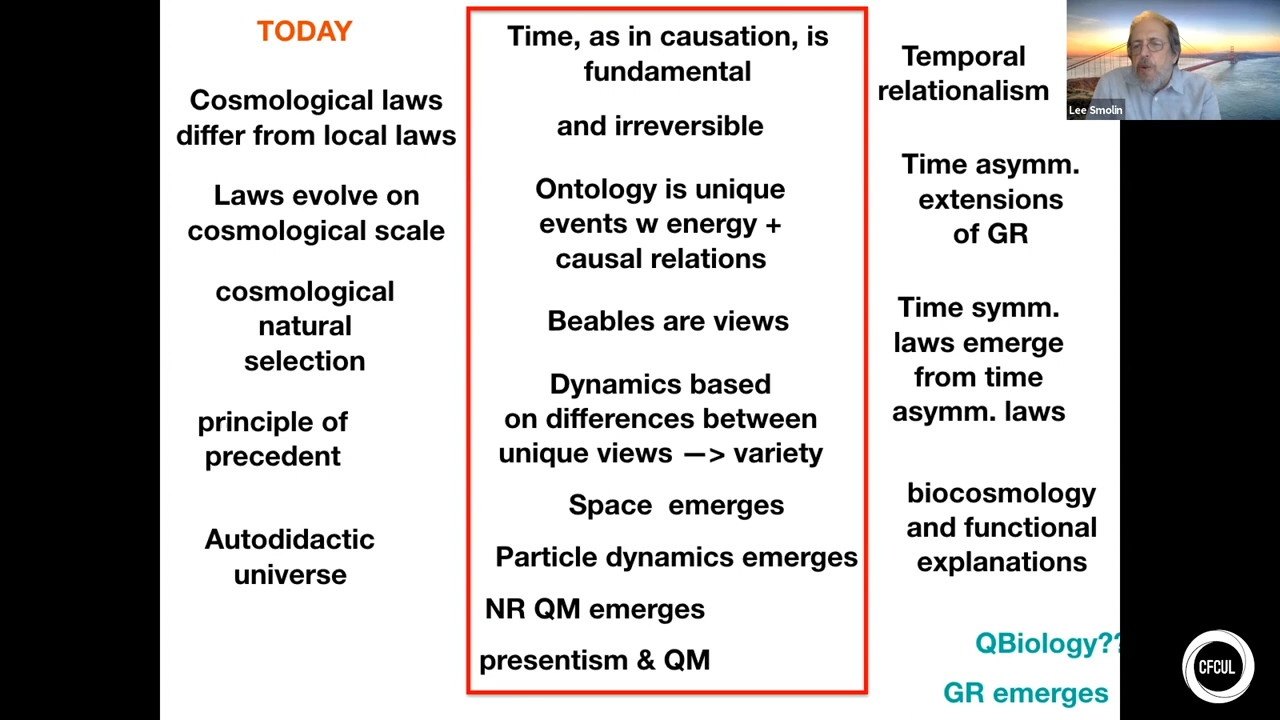 TODAY
Cosmological laws
differ from local laws
Laws evolve on
cosmological scale
cosmological
natural
selection
principle of
precedent
Autodidactic
universe
Time, as in causation, is
fundamental
and irreversible
Ontology is unique
events w energy +
causal relations
Beables are views
Dynamics based
on differences between
unique views —> variety
Space emerges
Particle dynamics emerges
NR QM emerges
presentism & QM
Temporal
relationalism
Time asymm.
extensions
of GR
Time symm.
laws emerge
from time
asymm. laws
biocosmology
and functional
explanations
QBiology??
GR emerges
Lee Smolin
CFCUL